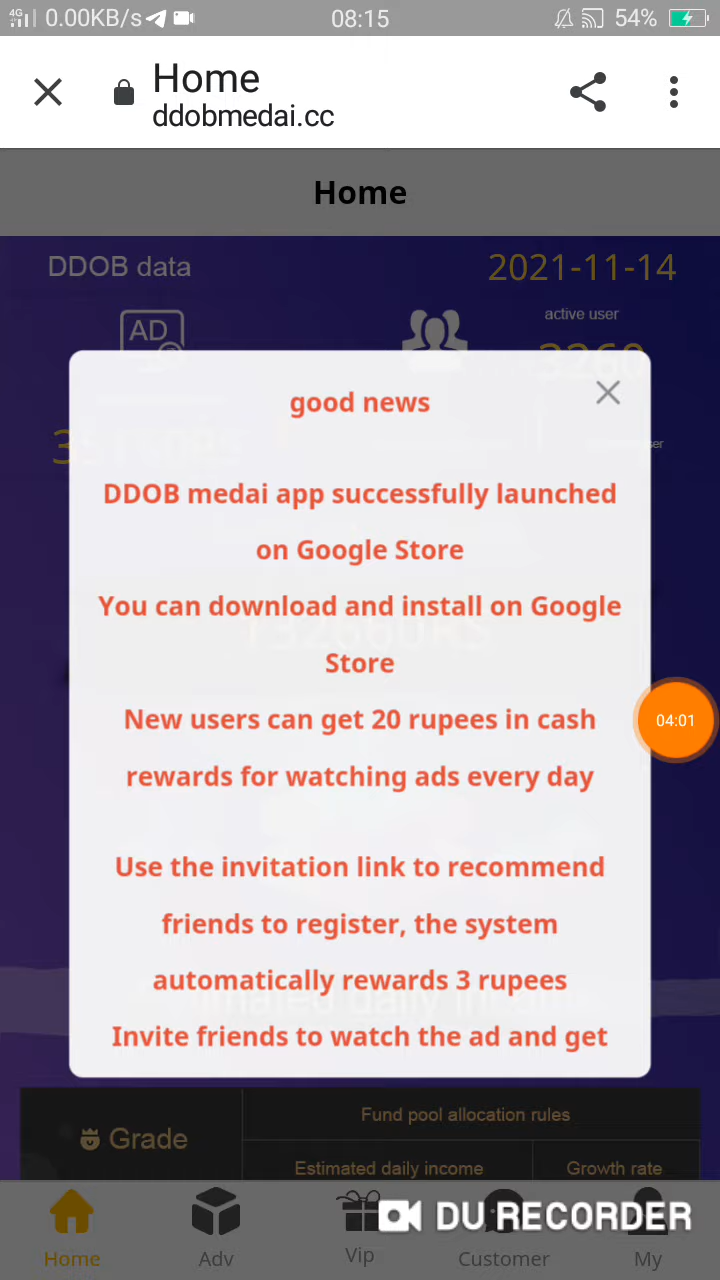 4G 0.00KB/s 08:15 54%
Home
ddobmedai.cc
Home
DDOB data 2021-11-14
AD
active user
3260
good news
DDOB medai app successfully launched
on Google Store
You can download and install on Google
Store
New users can get 20 rupees in cash
rewards for watching ads every day
Use the invitation link to recommend
friends to register, the system
automatically rewards 3 rupees
Invite friends to watch the ad and get
04:01
Grade
Fund pool allocation rules
Estimated daily income Growth rate
DU RECORDER
Home Adv Vip Customer My